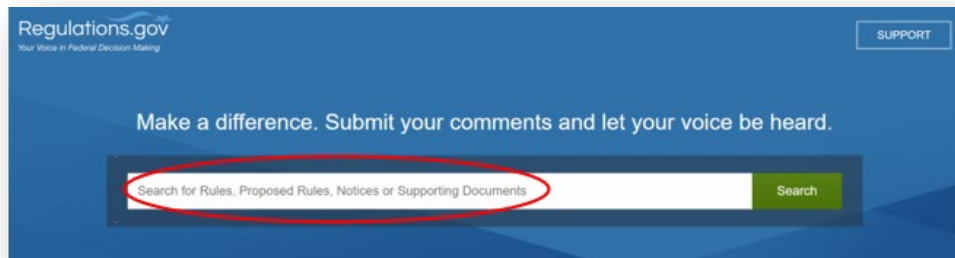 Regulations.gov
Your Voice in Federal Decision Making
SUPPORT
Make a difference. Submit your comments and let your voice be heard.
Search for Rules, Proposed Rules, Notices or Supporting Documents
Search